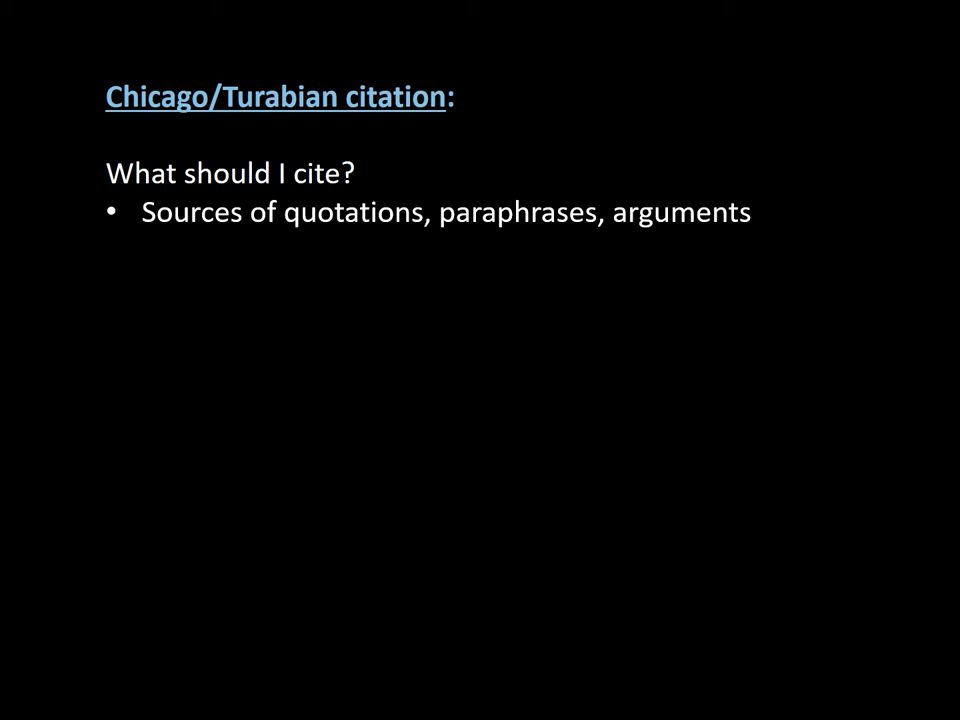 Chicago/Turabian citation:
What should I cite?
• Sources of quotations, paraphrases, arguments